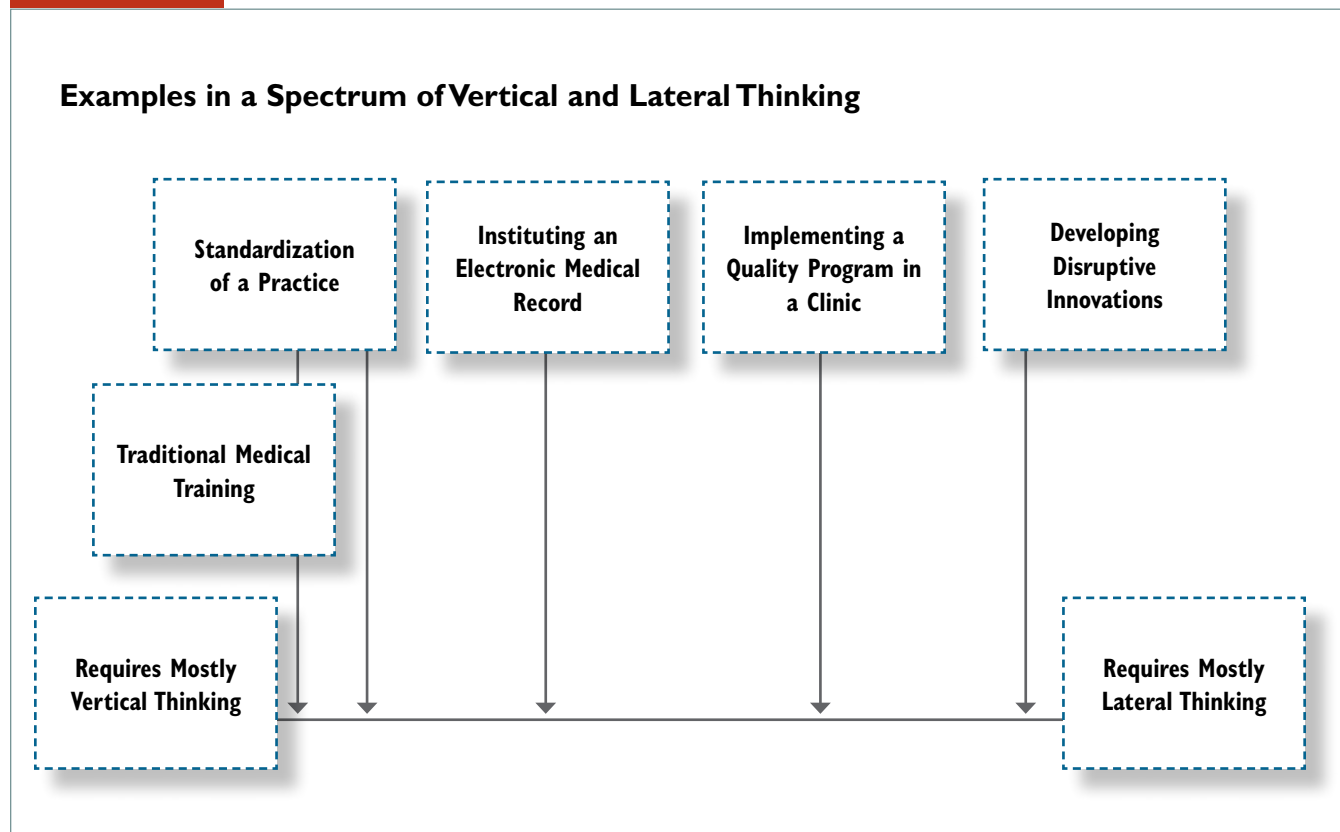 Examples in a Spectrum of Vertical and Lateral Thinking
Standardization
of a Practice
Instituting an
Electronic Medical
Record
Implementing a
Quality Program in
a Clinic
Developing
Disruptive
Innovations
Traditional Medical
Training
Requires Mostly
Vertical Thinking
Requires Mostly
Lateral Thinking